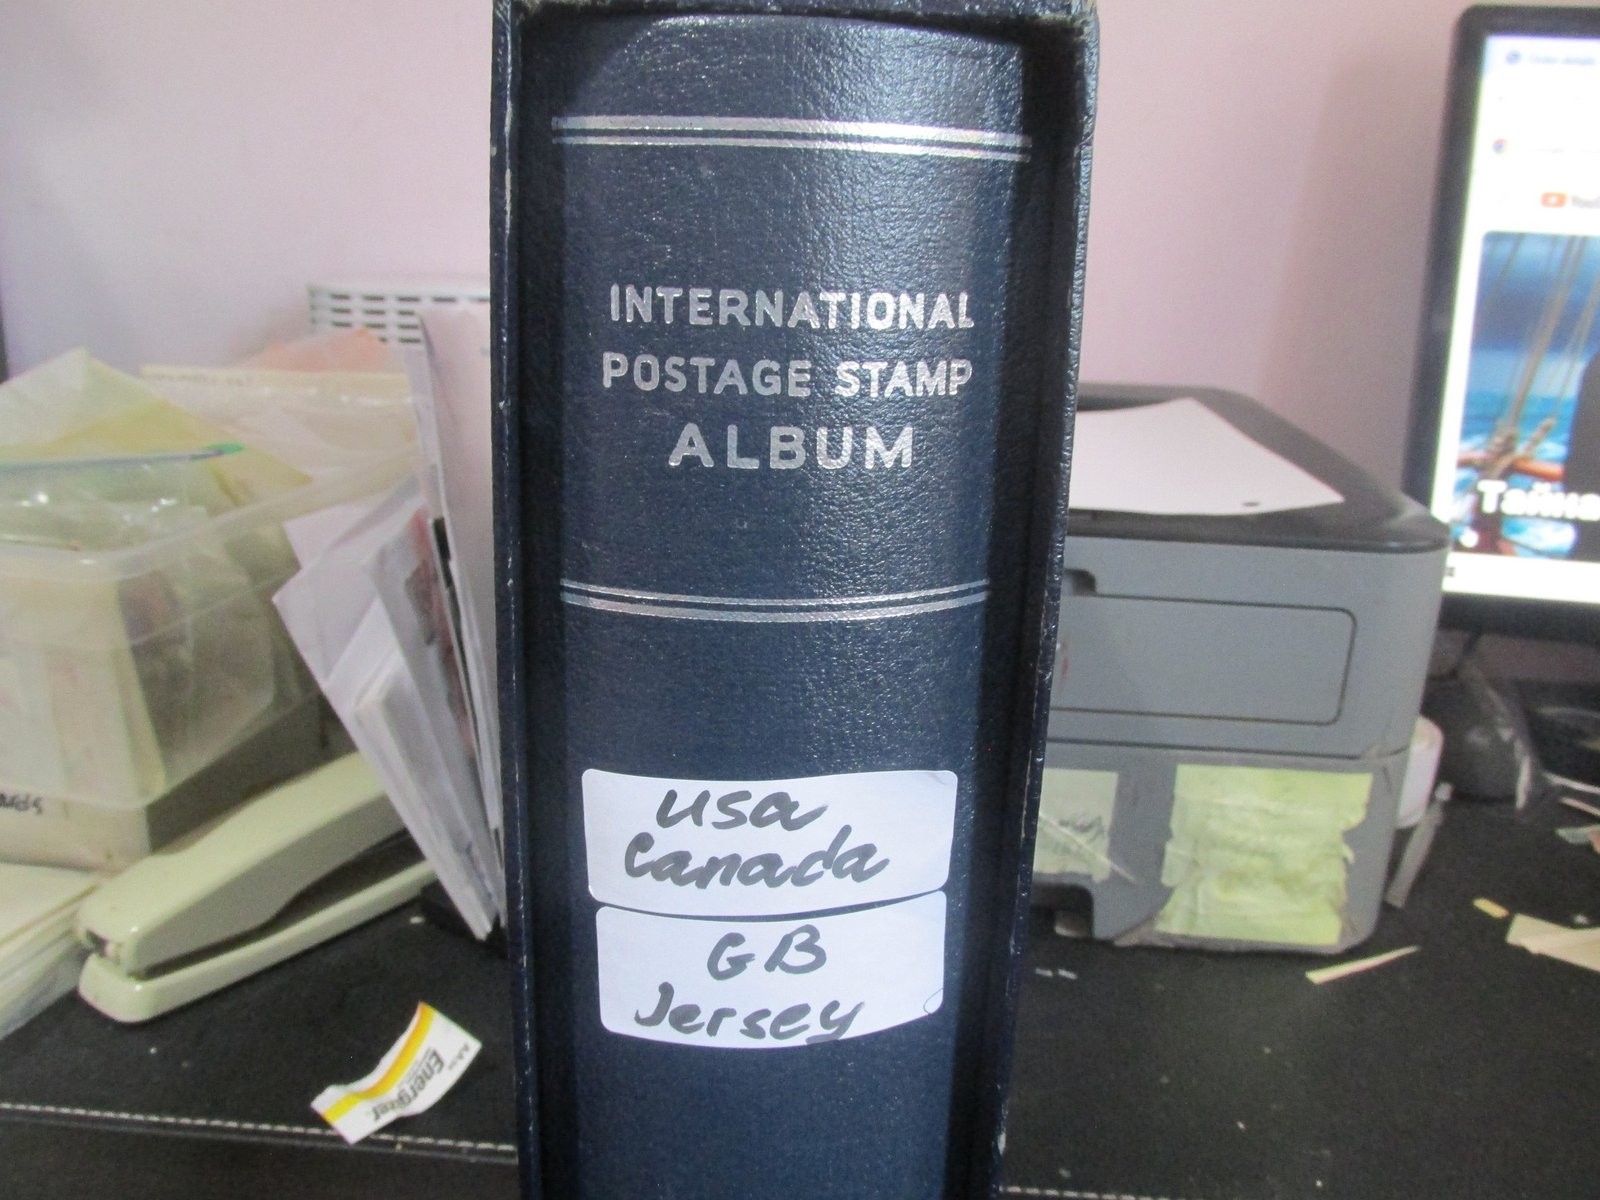 INTERNATIONAL
POSTAGE STAMP
ALBUM
usa
Canada
GB
Jersey
Energizer